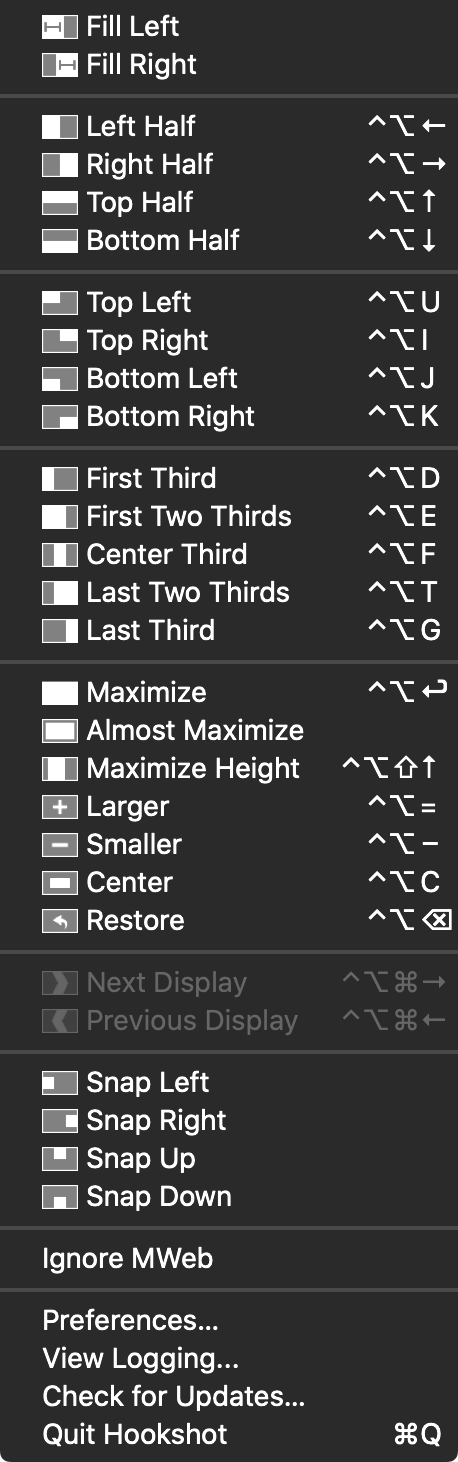 Fill Left
Fill Right
Left Half ⌃⌥←
Right Half ⌃⌥→
Top Half ⌃⌥↑
Bottom Half ⌃⌥↓
Top Left ⌃⌥U
Top Right ⌃⌥I
Bottom Left ⌃⌥J
Bottom Right ⌃⌥K
First Third ⌃⌥D
First Two Thirds ⌃⌥E
Center Third ⌃⌥F
Last Two Thirds ⌃⌥T
Last Third ⌃⌥G
Maximize ⌃⌥↩
Almost Maximize
Maximize Height ⌃⌥⇧↑
Larger ⌃⌥=
Smaller ⌃⌥-
Center ⌃⌥C
Restore ⌃⌥⌫
Next Display ⌃⌥⌘→
Previous Display ⌃⌥⌘←
Snap Left
Snap Right
Snap Up
Snap Down
Ignore MWeb
Preferences...
View Logging...
Check for Updates...
Quit Hookshot ⌘Q